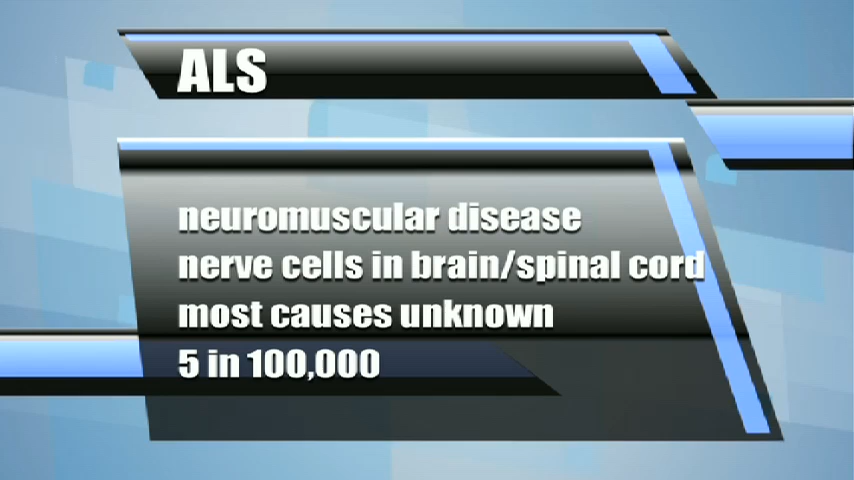 ALS
neuromuscular disease
nerve cells in brain/spinal cord
most causes unknown
5 in 100,000